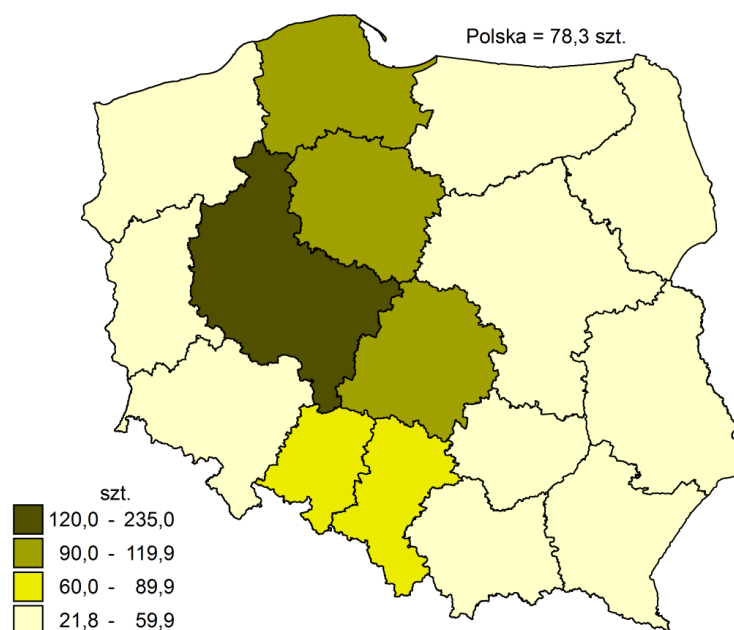 Polska = 78,3 szt.
szt.
120,0 - 235,0
90,0 - 119,9
60,0 - 89,9
21,8 - 59,9